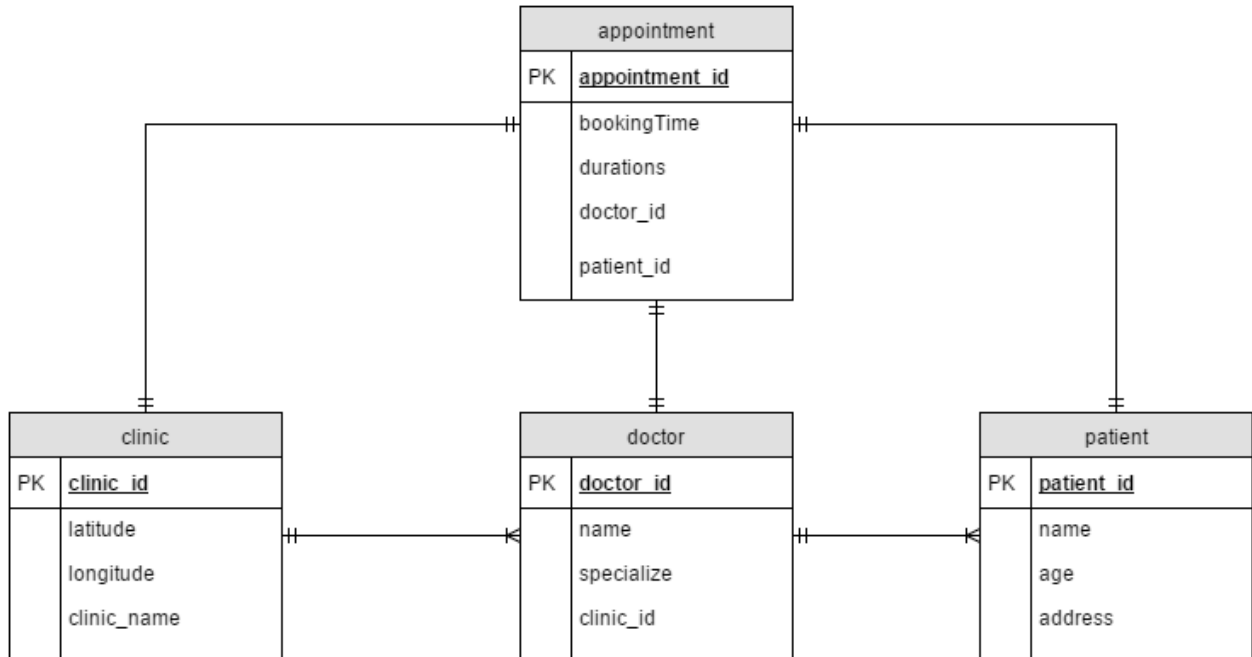 appointment
PK appointment_id
bookingTime
durations
doctor_id
patient_id
clinic
PK clinic_id
latitude
longitude
clinic_name
doctor
PK doctor_id
name
specialize
clinic_id
patient
PK patient_id
name
age
address